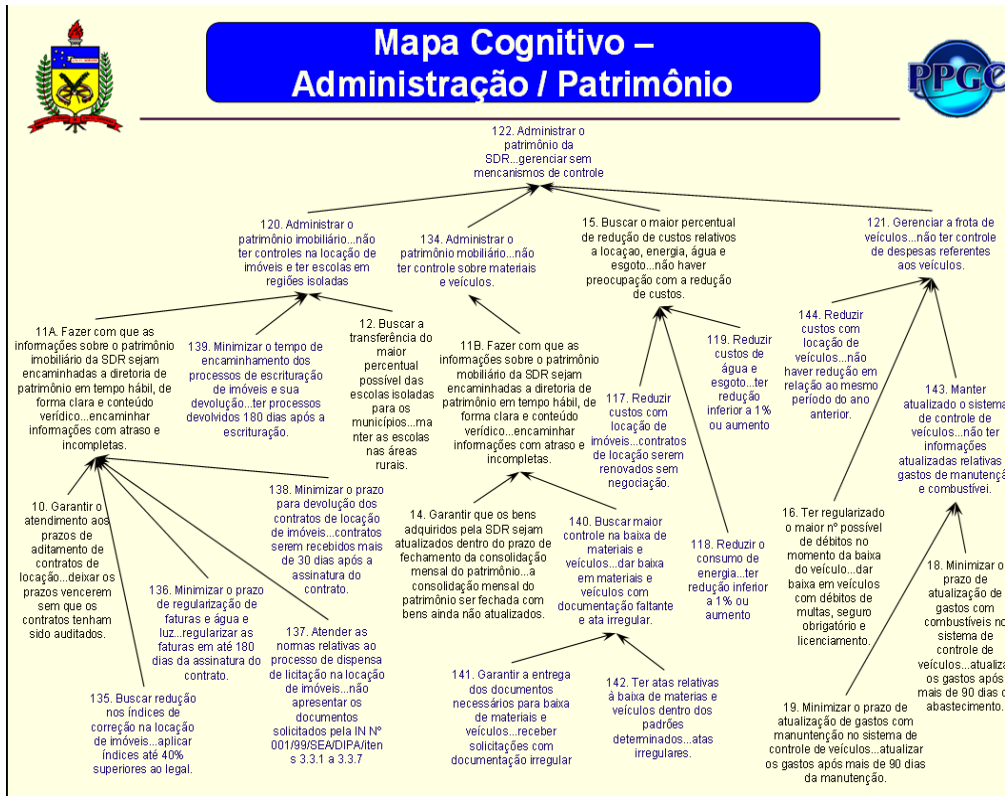 Mapa Cognitivo –
Administração / Patrimônio
PPGC
122. Administrar o
patrimônio da
SDR...gerenciar sem
mencanismos de controle
120. Administrar o
patrimônio imobiliário...não
ter controles na locação de
imóveis e ter escolas em
regiões isoladas
134. Administrar o
patrimônio mobiliário...não
ter controle sobre materiais
e veículos.
15. Buscar o maior percentual
de redução de custos relativos
a locaçao, energia, água e
esgoto...não haver
preocupação com a redução
de custos.
121. Gerenciar a frota de
veículos...não ter controle
de despesas referentes
aos veículos.
11A. Fazer com que as
informações sobre o patrimônio
imobiliário da SDR sejam
encaminhadas a diretoria de
patrimônio em tempo hábil, de
forma clara e conteúdo
verídico...encaminhar
informações com atraso e
incompletas.
139. Minimizar o tempo de
encaminhamento dos
processos de escrituração
de imóveis e sua
devolução...ter processos
devolvidos 180 dias após a
escrituração.
12. Buscar a
transferência do
maior
percentual
possível das
escolas isoladas
para os
municípios...ma
nter as escolas
nas áreas
rurais.
11B. Fazer com que as
informações sobre o patrimônio
mobiliário da SDR sejam
encaminhadas a diretoria de
patrimônio em tempo hábil, de
forma clara e conteúdo
verídico...encaminhar
informações com atraso e
incompletas.
117. Reduzir
custos com
locação de
imóveis...contratos
de locação serem
renovados sem
negociação.
119. Reduzir
custos de
água e
esgoto...ter
redução
inferior a 1%
ou aumento
144. Reduzir
custos com
locação de
veículos...não
haver redução em
relação ao mesmo
período do ano
anterior.
143. Manter
atualizado o sistema
de controle de
veículos...não ter
informações
atualizadas relativas
gastos de manutenç
e combustívei.
10. Garantir o
atendimento aos
prazos de
aditamento de
contratos de
locação...deixar os
prazos vencerem
sem que os
contratos tenham
sido auditados.
136. Minimizar o prazo
de regularização de
faturas e água e
luz...regularizar as
faturas em até 180
dias da assinatura do
contrato.
138. Minimizar o prazo
para devolução dos
contratos de locação
de imóveis...contratos
serem recebidos mais
de 30 dias após a
assinatura do
contrato.
14. Garantir que os bens
adquiridos pela SDR sejam
atualizados dentro do prazo de
fechamento da consolidação
mensal do patrimônio...a
consolidação mensal do
patrimônio ser fechada com
bens ainda não atualizados.
140. Buscar maior
controle na baixa de
materiais e
veículos...dar baixa
em materiais e
veículos com
documentação faltante
e ata irregular.
118. Reduzir o
consumo de
energia...ter
redução inferior
a 1% ou
aumento
16. Ter regularizado
o maior nº possível
de débitos no
momento da baixa
do veículo...dar
baixa em veículos
com débitos de
multas, seguro
obrigatório e
licenciamento.
18. Minimizar o
prazo de
atualização de
gastos com
combustíveis no
sistema de
controle de
veículos...atualiza
os gastos após
mais de 90 dias d
abastecimento.
135. Buscar redução
nos índices de
correção na locação
de imóveis...aplicar
índices até 40%
superiores ao legal.
137. Atender as
normas relativas ao
processo de dispensa
de licitação na locação
de imóveis...não
apresentar os
documentos
solicitados pela IN Nº
001/99/SEA/DIPA/iten
s 3.3.1 a 3.3.7
141. Garantir a entrega
dos documentos
necessários para baixa
de materiais e
veículos...receber
solicitações com
documentação irregular
142. Ter atas relativas
à baixa de materias e
veículos dentro dos
padrões
determinados...atas
irregulares.
19. Minimizar o prazo de
atualização de gastos com
manuntenção no sistema de
controle de veículos...atualizar
os gastos após mais de 90 dias
da manutenção.